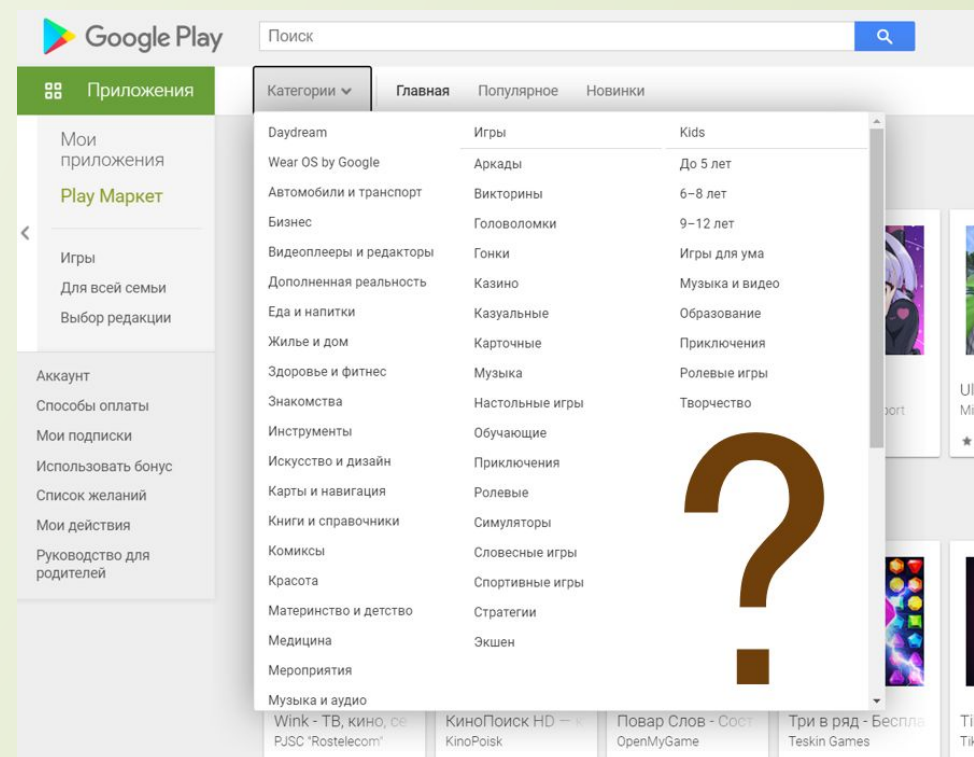 Google Play
Поиск
Приложения
Категории
Главная
Популярное
Новинки
Мои
приложения
Play Маркет
Игры
Для всей семьи
Выбор редакции
Аккаунт
Способы оплаты
Мои подписки
Использовать бонус
Список желаний
Мои действия
Руководство для
родителей
Daydream
Wear OS by Google
Автомобили и транспорт
Бизнес
Видеоплееры и редакторы
Дополненная реальность
Еда и напитки
Жилье и дом
Здоровье и фитнес
Знакомства
Инструменты
Искусство и дизайн
Карты и навигация
Книги и справочники
Комиксы
Красота
Материнство и детство
Медицина
Мероприятия
Музыка и аудио
Игры
Аркады
Викторины
Головоломки
Гонки
Казино
Казуальные
Карточные
Музыка
Настольные игры
Обучающие
Приключения
Ролевые
Симуляторы
Словесные игры
Спортивные игры
Стратегии
Экшен
Kids
До 5 лет
6–8 лет
9–12 лет
Игры для ума
Музыка и видео
Образование
Приключения
Ролевые игры
Творчество
?
Wink - ТВ, кино, се
PJSC "Rostelecom"
КиноПоиск HD — к
KinoPoisk
Повар Слов - Сост
OpenMyGame
Три в ряд - Беспла
Teskin Games